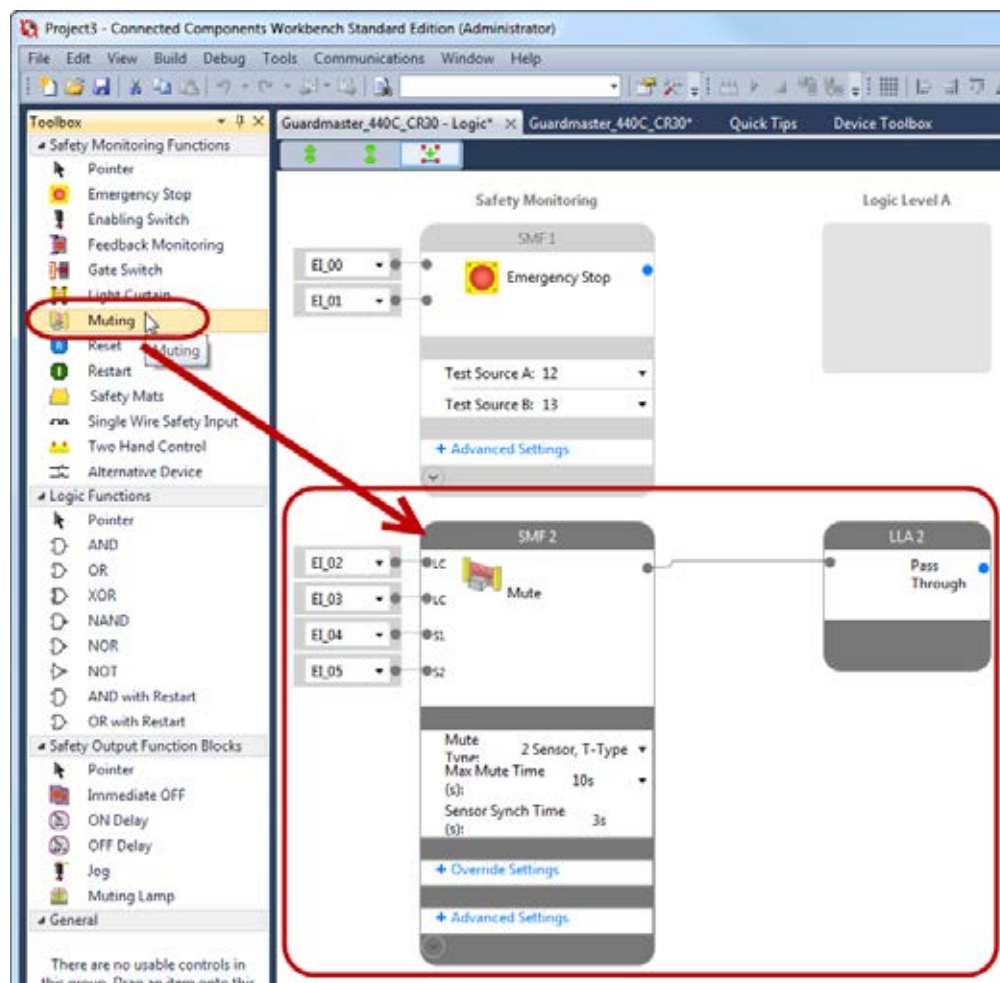 Project3 - Connected Components Workbench Standard Edition (Administrator)
File Edit View Build Debug Tools Communications Window Help
Toolbox
Guardmaster_440C_CR30 - Logic* Guardmaster_440C_CR30* Quick Tips Device Toolbox
Safety Monitoring Functions
Pointer
Emergency Stop
Enabling Switch
Feedback Monitoring
Gate Switch
Light Curtain
Muting
Reset
Muting
Restart
Safety Mats
Single Wire Safety Input
Two Hand Control
Alternative Device
Logic Functions
Pointer
AND
OR
XOR
NAND
NOR
NOT
AND with Restart
OR with Restart
Safety Output Function Blocks
Pointer
Immediate OFF
ON Delay
OFF Delay
Jog
Muting Lamp
General
There are no usable controls in
this group. Drag an item onto this
Safety Monitoring
Logic Level A
SMF 1
EI_00
EI_01
Emergency Stop
Test Source A: 12
Test Source B: 13
+ Advanced Settings
SMF 2
EI_02 LC
EI_03 LC
EI_04 S1
EI_05 S2
Mute
Mute
Type: 2 Sensor, T-Type
Max Mute Time
(s): 10s
Sensor Synch Time
(s): 3s
+ Override Settings
+ Advanced Settings
LLA 2
Pass
Through